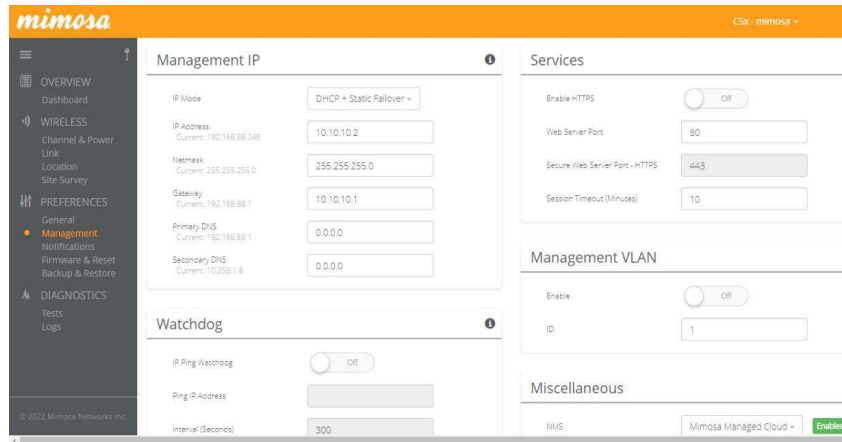 mimosa
C5x - mimosa
OVERVIEW
Dashboard
WIRELESS
Channel & Power
Link
Location
Site Survey
PREFERENCES
General
Management
Notifications
Firmware & Reset
Backup & Restore
DIAGNOSTICS
Tests
Logs
© 2022 Mimosa Networks Inc.
Management IP
IP Mode
DHCP + Static Failover
IP Address
Current: 192.168.88.246
10.10.10.2
Netmask
Current: 255.255.255.0
255.255.255.0
Gateway
Current: 192.168.88.1
10.10.10.1
Primary DNS
Current: 192.168.88.1
0.0.0.0
Secondary DNS
Current: 10.253.1.8
0.0.0.0
Watchdog
IP Ping Watchdog
Off
Ping IP Address
Interval (Seconds)
300
Services
Enable HTTPS
Off
Web Server Port
80
Secure Web Server Port - HTTPS
443
Session Timeout (Minutes)
10
Management VLAN
Enable
Off
ID
1
Miscellaneous
NMS
Mimosa Managed Cloud
Enabled